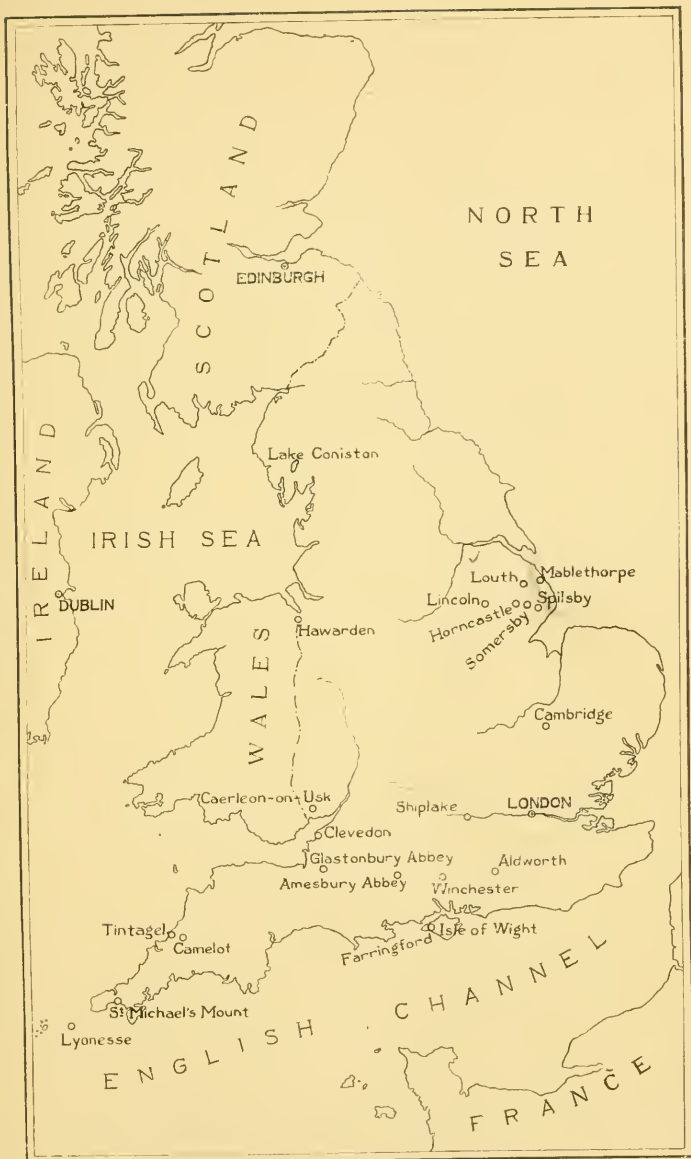 NORTH
SEA
SCOTLAND
EDINBURGH
IRELAND
Lake Coniston
IRISH SEA
DUBLIN
Louth
Mablethorpe
Lincoln
Horncastle
Spilsby
Somersby
Hawarden
WALES
Cambridge
Caerleon-on-Usk
Shiplake
LONDON
Clevedon
Glastonbury Abbey
Aldworth
Amesbury Abbey
Winchester
Tintagel
Camelot
Farringford
Isle of Wight
St Michael's Mount
Lyonesse
ENGLISH CHANNEL
FRANCE